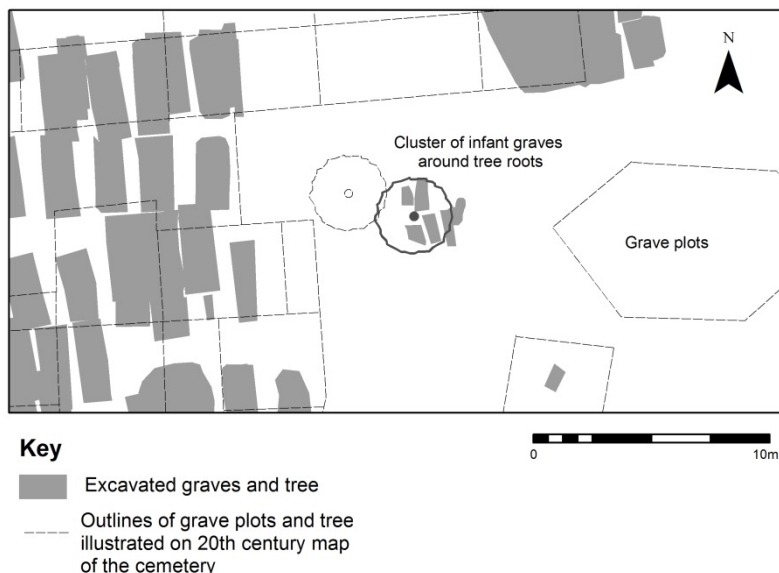 N
Cluster of infant graves
around tree roots
Grave plots
Key
0
10m
Excavated graves and tree
Outlines of grave plots and tree
illustrated on 20th century map
of the cemetery